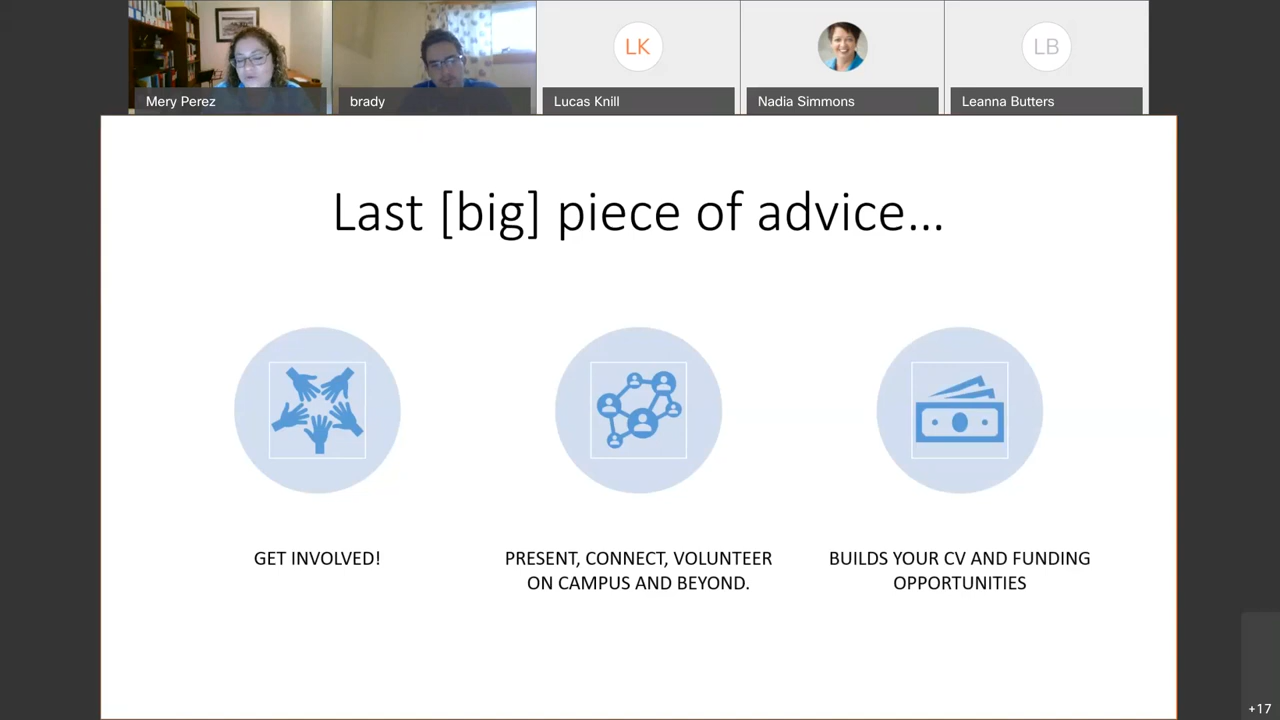 Mery Perez
brady
LK
Lucas Knill
Nadia Simmons
LB
Leanna Butters
Last [big] piece of advice...
GET INVOLVED!
PRESENT, CONNECT, VOLUNTEER
ON CAMPUS AND BEYOND.
BUILDS YOUR CV AND FUNDING
OPPORTUNITIES
+17